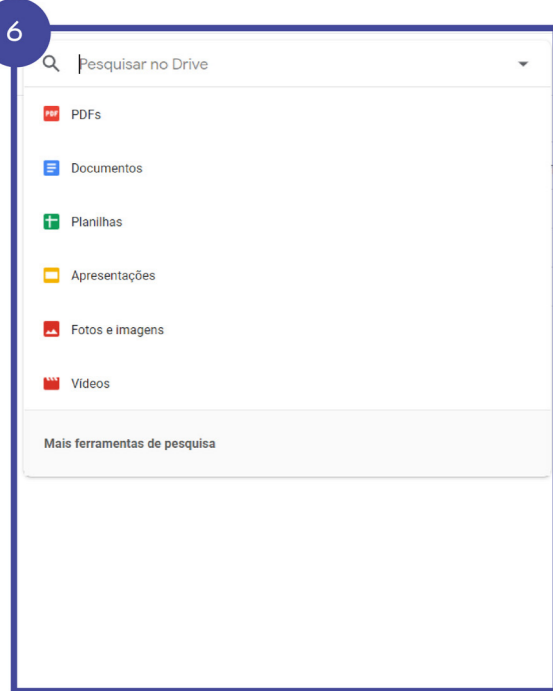 6
Pesquisar no Drive
PDF PDFs
Documentos
Planilhas
Apresentações
Fotos e imagens
Vídeos
Mais ferramentas de pesquisa